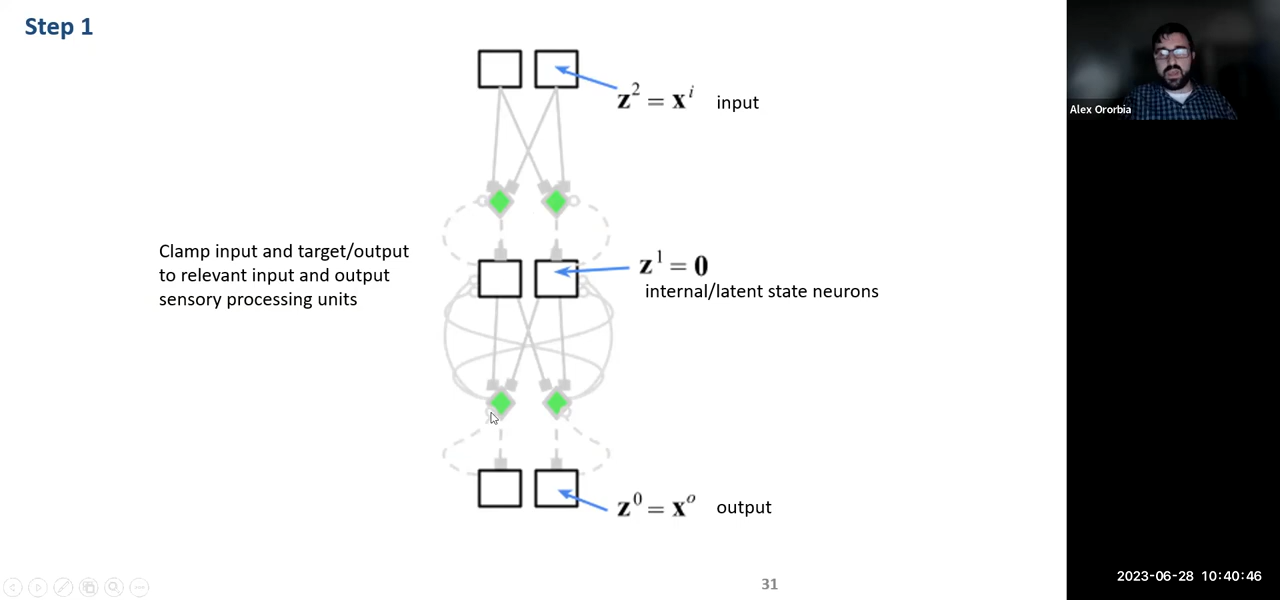 Step 1
z² = xⁱ input
Clamp input and target/output
to relevant input and output
sensory processing units
z¹ = 0
internal/latent state neurons
z⁰ = xᵒ output
31
Alex Ororbia
2023-06-28 10:40:46